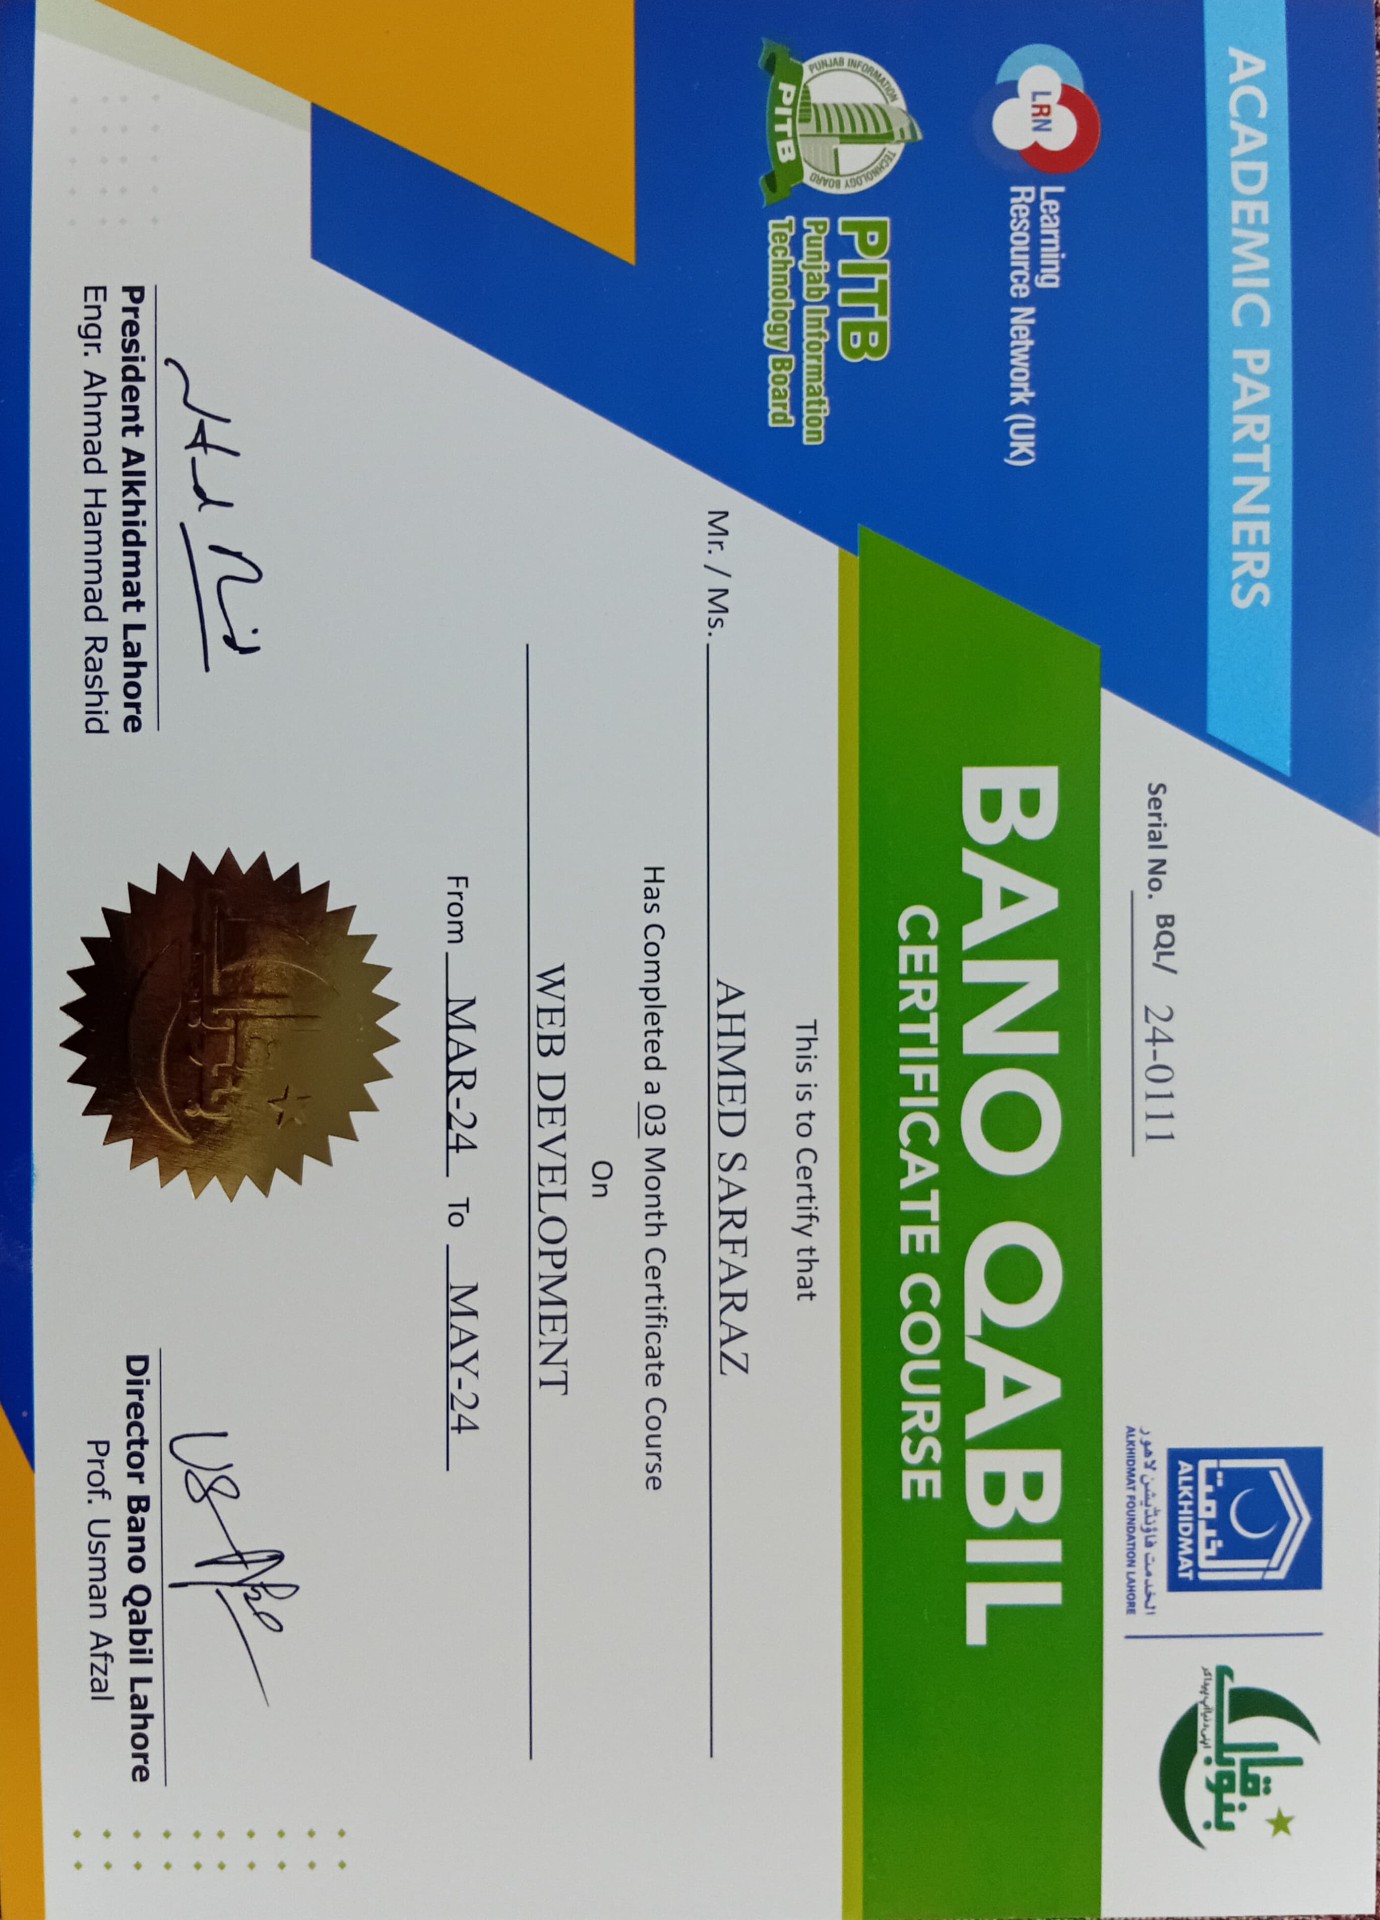 ACADEMIC PARTNERS
LRN
Learning
Resource Network (UK)
PUNJAB INFORMATION
TECHNOLOGY BOARD
PITB
PITB
Punjab Information
Technology Board
Serial No. BQL/ 24-0111
الخدمت
ALKHIDMAT
الخدمت فاؤنڈیشن لاھور
ALKHIDMAT FOUNDATION LAHORE
بنو قابل
BANO QABIL
CERTIFICATE COURSE
This is to Certify that
Mr. / Ms. AHMED SARFARAZ
Has Completed a 03 Month Certificate Course
On
WEB DEVELOPMENT
From MAR-24 To MAY-24
President Alkhidmat Lahore
Engr. Ahmad Hammad Rashid
Director Bano Qabil Lahore
Prof. Usman Afzal